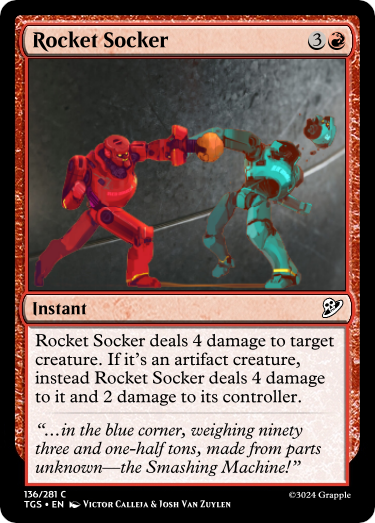 Rocket Socker 3
Instant
Rocket Socker deals 4 damage to target
creature. If it's an artifact creature,
instead Rocket Socker deals 4 damage
to it and 2 damage to its controller.
“...in the blue corner, weighing ninety
three and one-half tons, made from parts
unknown—the Smashing Machine!”
136/281 C
TGS • EN Victor Calleja & Josh Van Zuylen
©3024 Grapple